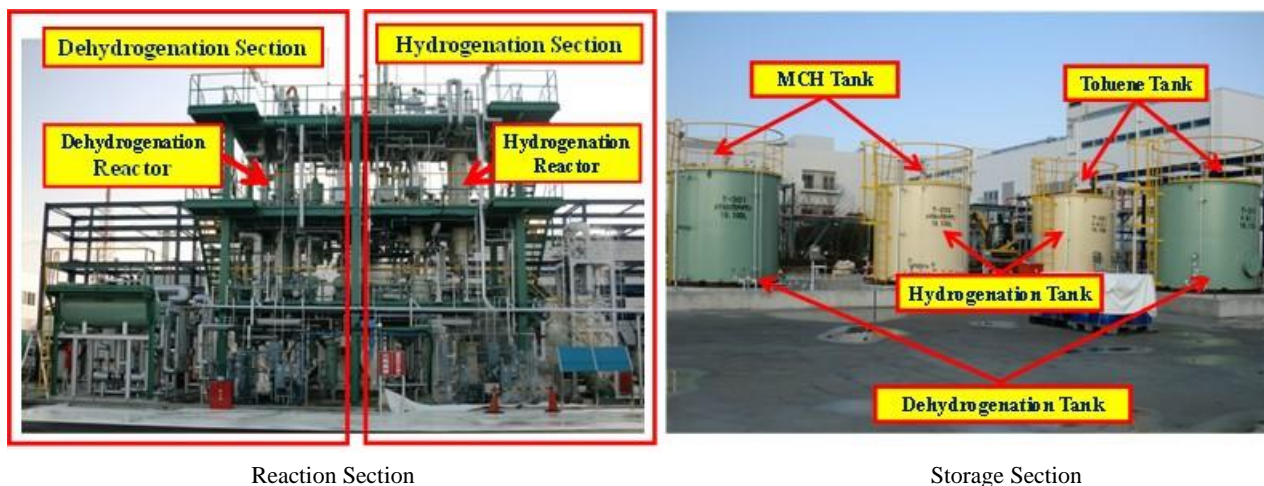 Dehydrogenation Section
Hydrogenation Section
Dehydrogenation
Reactor
Hydrogenation
Reactor
MCH Tank
Toluene Tank
Hydrogenation Tank
Dehydrogenation Tank
Reaction Section
Storage Section